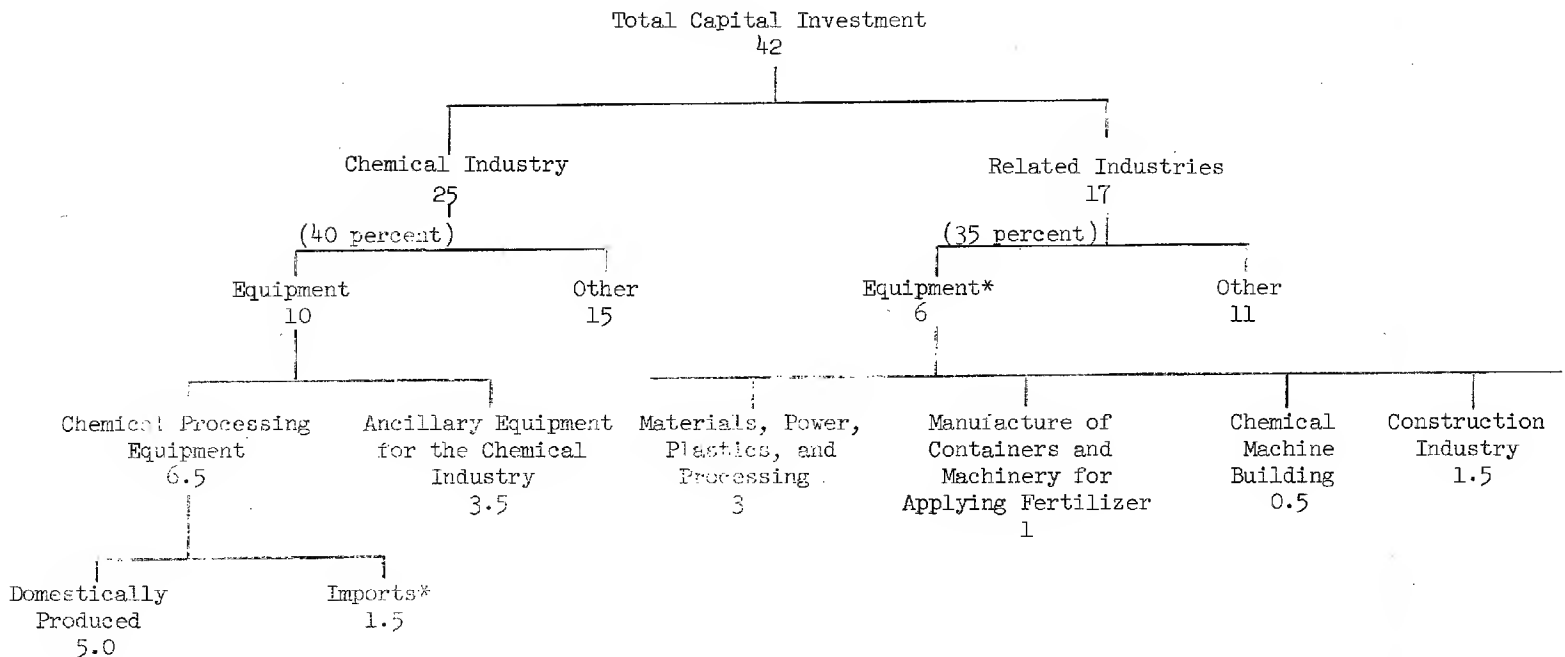 Total Capital Investment
42
Chemical Industry
25
Related Industries
17
(40 percent)
(35 percent)
Equipment
10
Other
15
Equipment*
6
Other
11
Chemical Processing
Equipment
6.5
Ancillary Equipment
for the Chemical
Industry
3.5
Materials, Power,
Plastics, and
Processing
3
Manufacture of
Containers and
Machinery for
Applying Fertilizer
1
Chemical
Machine
Building
0.5
Construction
Industry
1.5
Domestically
Produced
5.0
Imports*
1.5